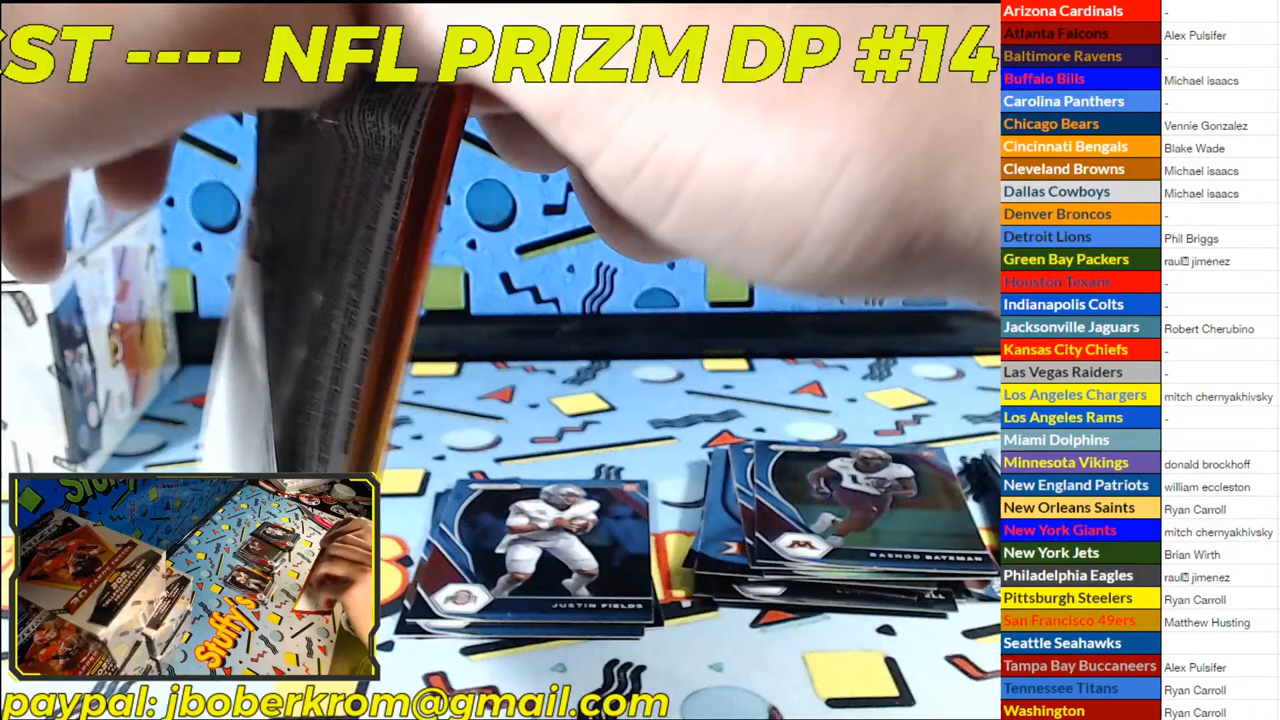 CST ---- NFL PRIZM DP #14
Arizona Cardinals -
Atlanta Falcons Alex Pulsifer
Baltimore Ravens -
Buffalo Bills Michael isaacs
Carolina Panthers -
Chicago Bears Vennie Gonzalez
Cincinnati Bengals Blake Wade
Cleveland Browns Michael isaacs
Dallas Cowboys Michael isaacs
Denver Broncos -
Detroit Lions Phil Briggs
Green Bay Packers raul jimenez
Houston Texans -
Indianapolis Colts -
Jacksonville Jaguars Robert Cherubino
Kansas City Chiefs -
Las Vegas Raiders -
Los Angeles Chargers mitch chernyakhivsky
Los Angeles Rams -
Miami Dolphins
Minnesota Vikings donald brockhoff
New England Patriots william eccleston
New Orleans Saints Ryan Carroll
New York Giants mitch chernyakhivsky
New York Jets Brian Wirth
Philadelphia Eagles raul jimenez
Pittsburgh Steelers Ryan Carroll
San Francisco 49ers Matthew Husting
Seattle Seahawks
Tampa Bay Buccaneers Alex Pulsifer
Tennessee Titans Ryan Carroll
Washington Ryan Carroll
RASHOD BATEMAN
JUSTIN FIELDS
Stuffy's
paypal: jboberkrom@gmail.com